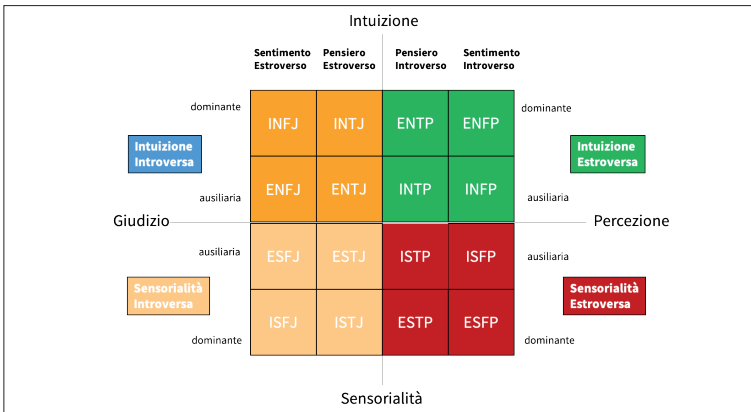 Intuizione
Sentimento Pensiero Pensiero Sentimento
Estroverso Estroverso Introverso Introverso
dominante INFJ INTJ ENTP ENFP dominante
Intuizione
Introversa
Intuizione
Estroversa
ausiliaria ENFJ ENTJ INTP INFP ausiliaria
Giudizio Percezione
ausiliaria ESFJ ESTJ ISTP ISFP ausiliaria
Sensorialità
Introversa
Sensorialità
Estroversa
dominante ISFJ ISTJ ESTP ESFP dominante
Sensorialità